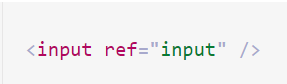 <input ref="input" />